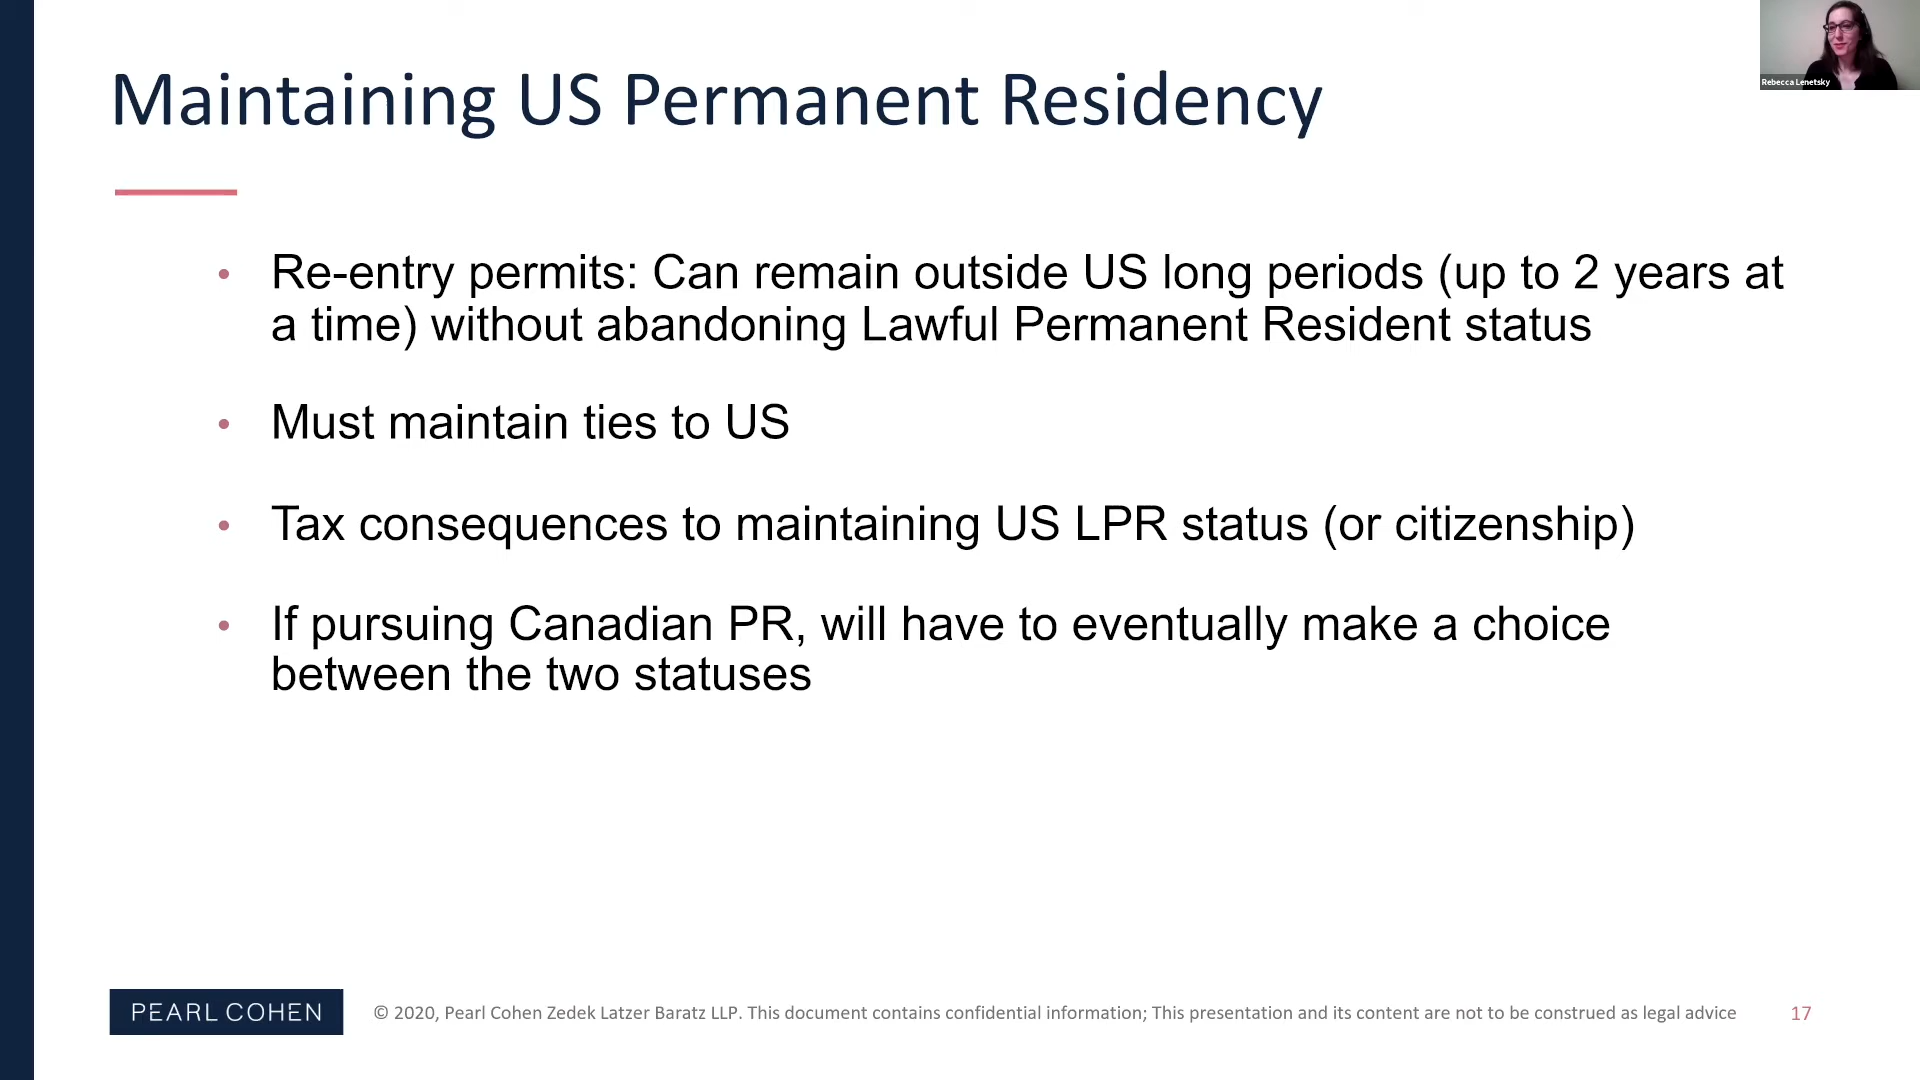 Maintaining US Permanent Residency
Rebecca Lenetsky
• Re-entry permits: Can remain outside US long periods (up to 2 years at
a time) without abandoning Lawful Permanent Resident status
• Must maintain ties to US
• Tax consequences to maintaining US LPR status (or citizenship)
• If pursuing Canadian PR, will have to eventually make a choice
between the two statuses
PEARL COHEN
© 2020, Pearl Cohen Zedek Latzer Baratz LLP. This document contains confidential information; This presentation and its content are not to be construed as legal advice
17